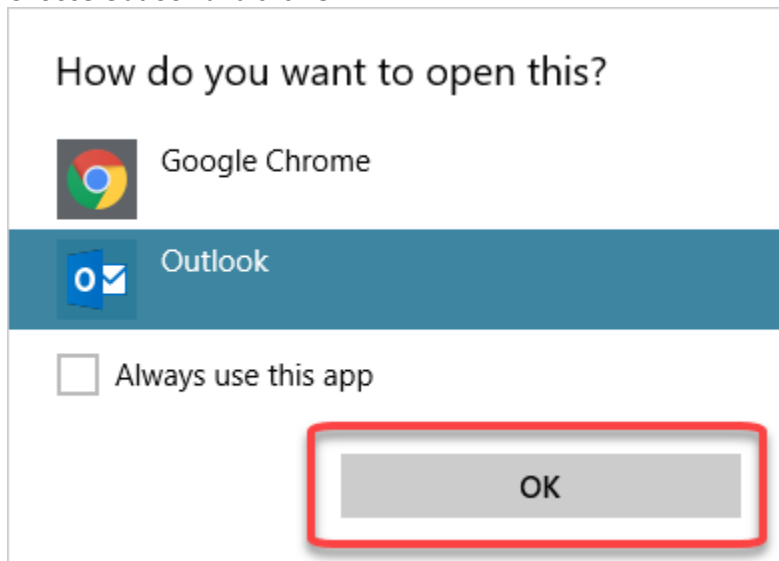 How do you want to open this?
Google Chrome
Outlook
Always use this app
OK